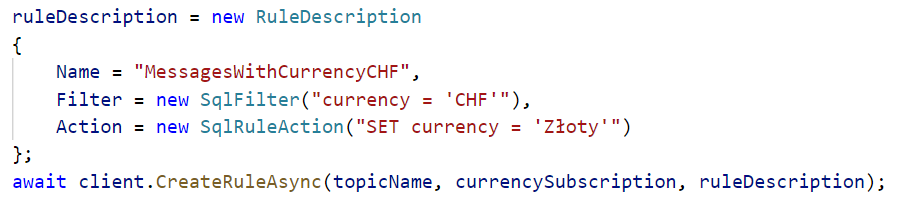 ruleDescription = new RuleDescription
{
    Name = "MessagesWithCurrencyCHF",
    Filter = new SqlFilter("currency = 'CHF'"),
    Action = new SqlRuleAction("SET currency = 'Złoty'")
};
await client.CreateRuleAsync(topicName, currencySubscription, ruleDescription);